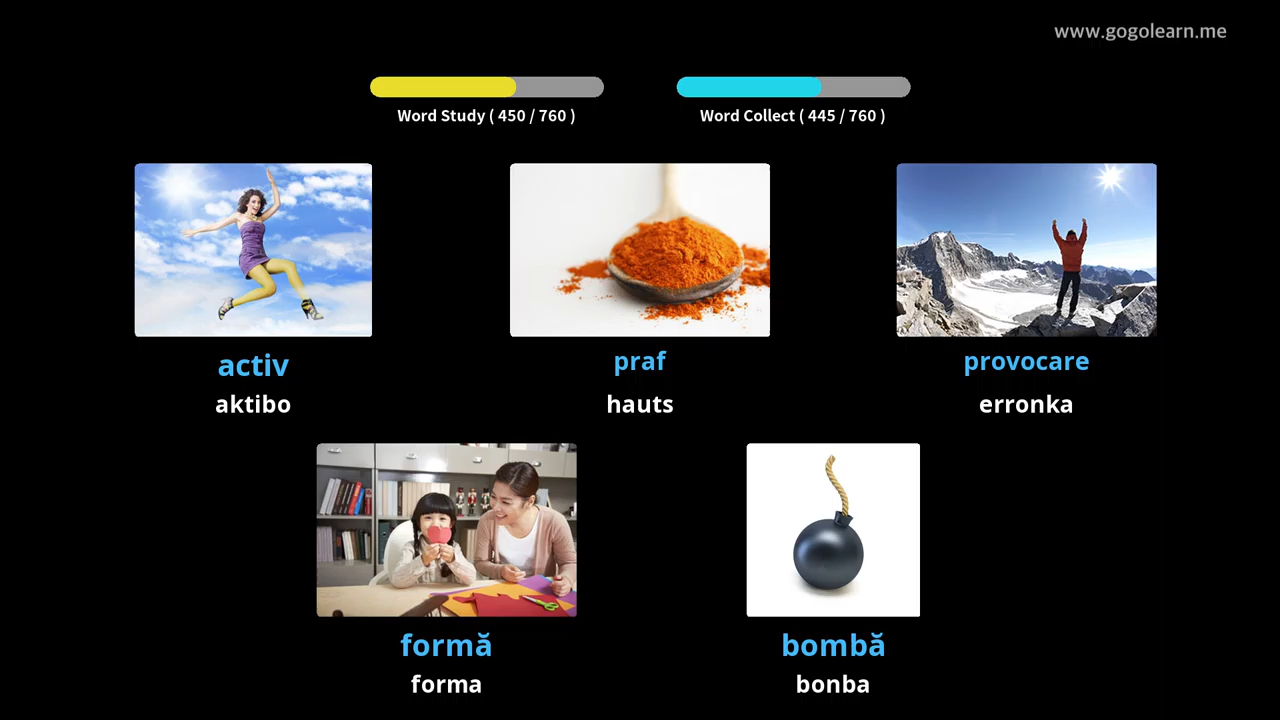 www.gogolearn.me
Word Study ( 450 / 760 )
Word Collect ( 445 / 760 )
activ
aktibo
praf
hauts
provocare
erronka
formă
forma
bombă
bonba